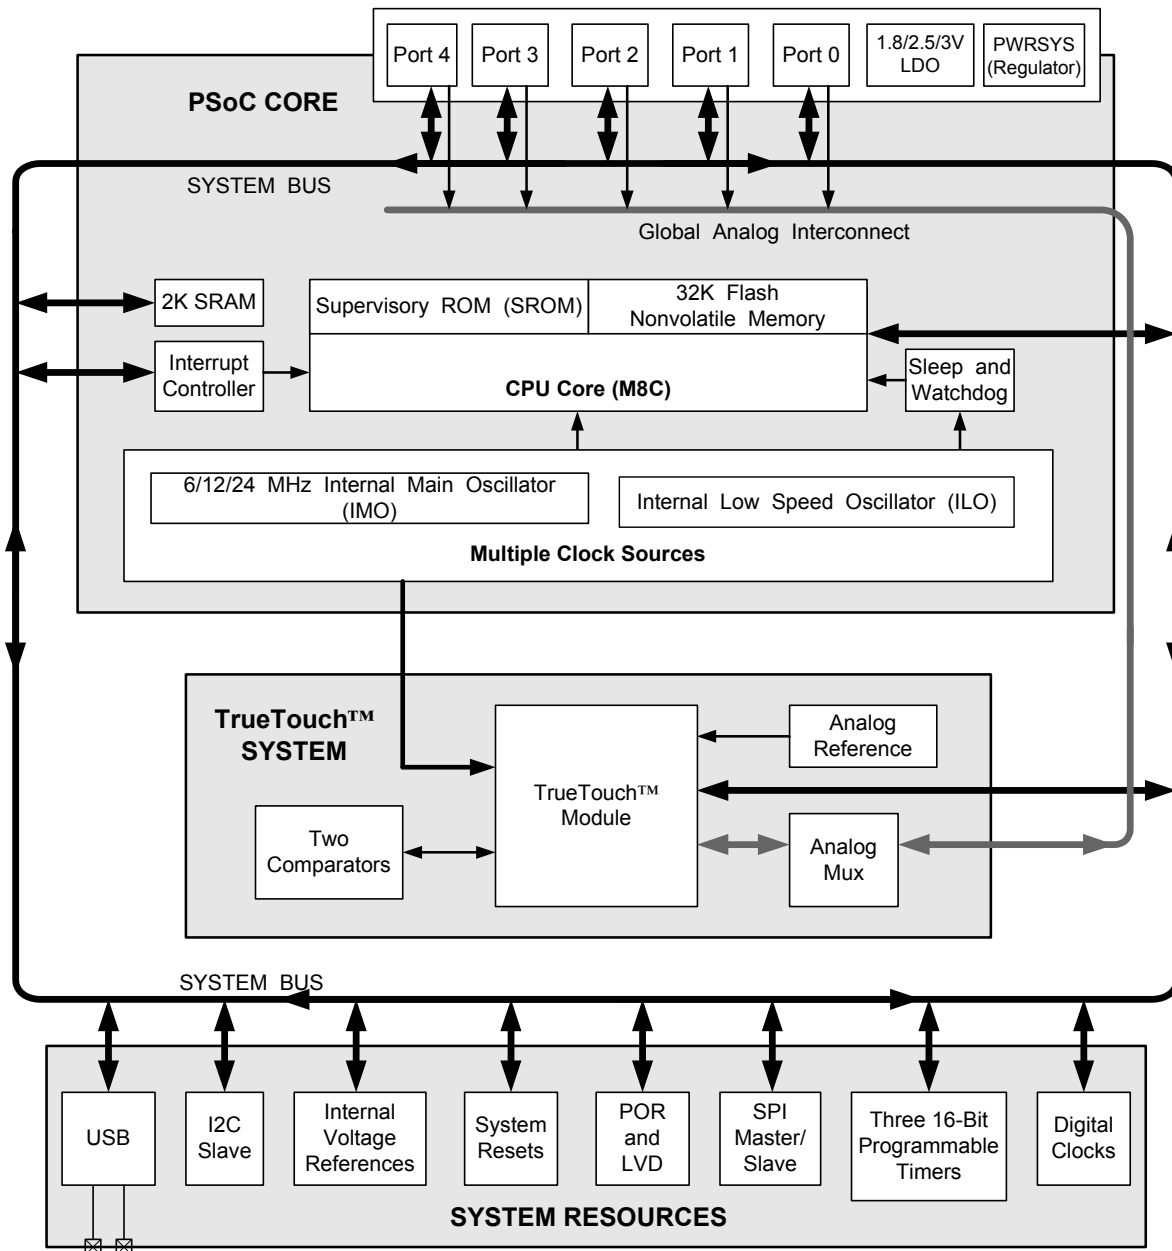 Port 4
Port 3
Port 2
Port 1
Port 0
1.8/2.5/3V
LDO
PWRSYS
(Regulator)
PSoC CORE
SYSTEM BUS
Global Analog Interconnect
2K SRAM
Supervisory ROM (SROM)
32K Flash
Nonvolatile Memory
Interrupt
Controller
CPU Core (M8C)
Sleep and
Watchdog
6/12/24 MHz Internal Main Oscillator
(IMO)
Internal Low Speed Oscillator (ILO)
Multiple Clock Sources
TrueTouch™
SYSTEM
TrueTouch™
Module
Analog
Reference
Two
Comparators
Analog
Mux
SYSTEM BUS
USB
I2C
Slave
Internal
Voltage
References
System
Resets
POR
and
LVD
SPI
Master/
Slave
Three 16-Bit
Programmable
Timers
Digital
Clocks
SYSTEM RESOURCES